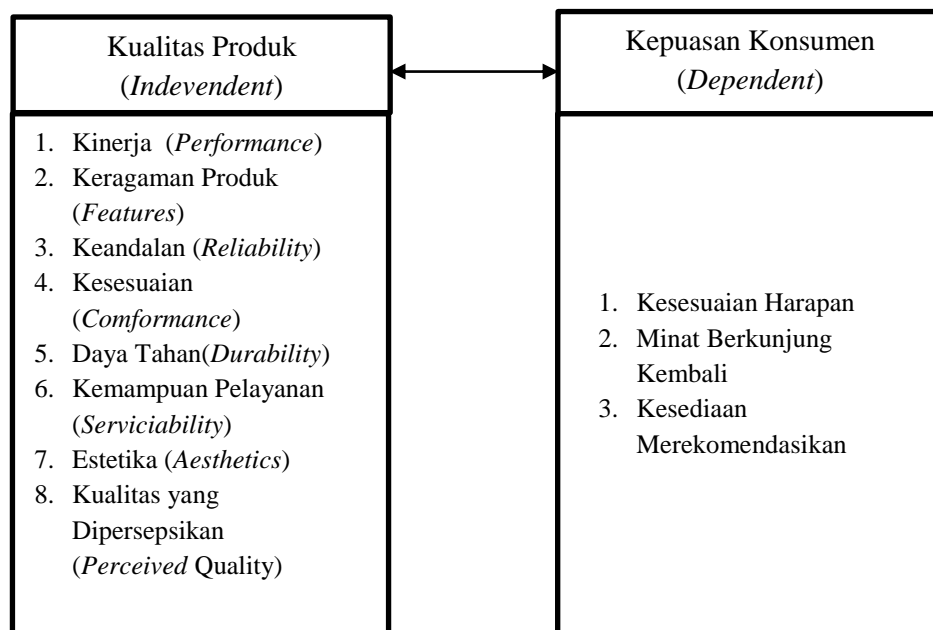 Kualitas Produk
(Indevendent)
1. Kinerja (Performance)
2. Keragaman Produk
(Features)
3. Keandalan (Reliability)
4. Kesesuaian
(Comformance)
5. Daya Tahan(Durability)
6. Kemampuan Pelayanan
(Serviciability)
7. Estetika (Aesthetics)
8. Kualitas yang
Dipersepsikan
(Perceived Quality)
Kepuasan Konsumen
(Dependent)
1. Kesesuaian Harapan
2. Minat Berkunjung
Kembali
3. Kesediaan
Merekomendasikan